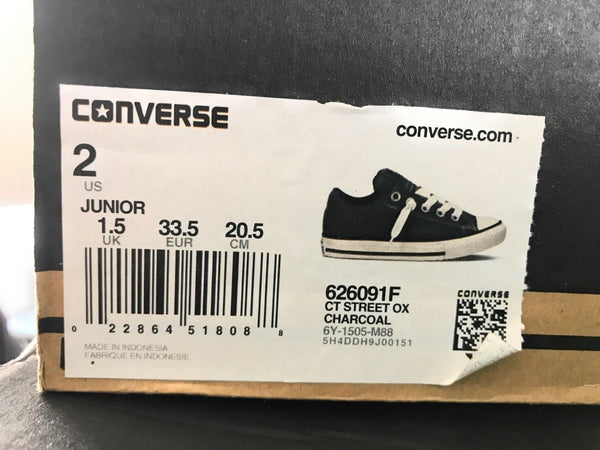 CONVERSE
converse.com
2
US
JUNIOR
1.5 33.5 20.5
UK EUR CM
0 22864 51808 8
626091F
CT STREET OX
CHARCOAL
6Y-1505-M88
5H4DDH9J00151
CONVERSE
MADE IN INDONESIA
FABRIQUE EN INDONESIE